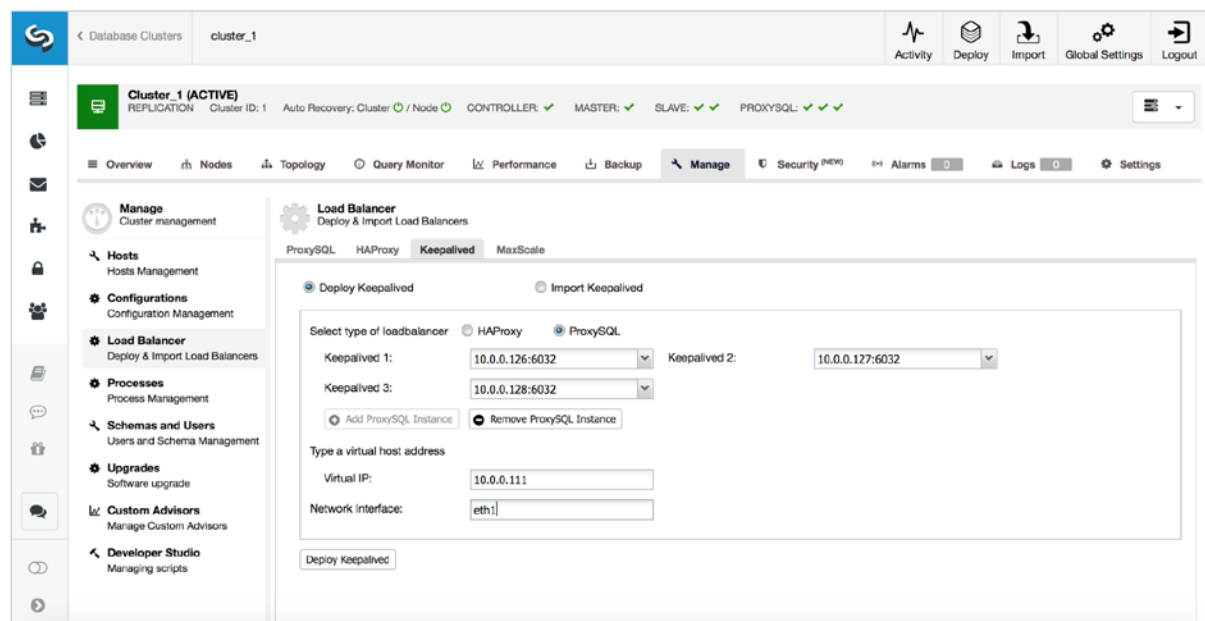 Database Clusters
cluster_1
Activity
Deploy
Import
Global Settings
Logout
Cluster_1 (ACTIVE)
REPLICATION Cluster ID: 1 Auto Recovery: Cluster / Node CONTROLLER: MASTER: SLAVE: PROXYSQL:
Overview
Nodes
Topology
Query Monitor
Performance
Backup
Manage
Security (NEW)
Alarms 0
Logs 0
Settings
Manage
Cluster management
Hosts
Hosts Management
Configurations
Configuration Management
Load Balancer
Deploy & Import Load Balancers
Processes
Process Management
Schemas and Users
Users and Schema Management
Upgrades
Software upgrade
Custom Advisors
Manage Custom Advisors
Developer Studio
Managing scripts
Load Balancer
Deploy & Import Load Balancers
ProxySQL
HAProxy
Keepalived
MaxScale
Deploy Keepalived
Import Keepalived
Select type of loadbalancer HAProxy ProxySQL
Keepalived 1: 10.0.0.126:6032 Keepalived 2: 10.0.0.127:6032
Keepalived 3: 10.0.0.128:6032
Add ProxySQL Instance
Remove ProxySQL Instance
Type a virtual host address
Virtual IP: 10.0.0.111
Network Interface: eth1
Deploy Keepalived